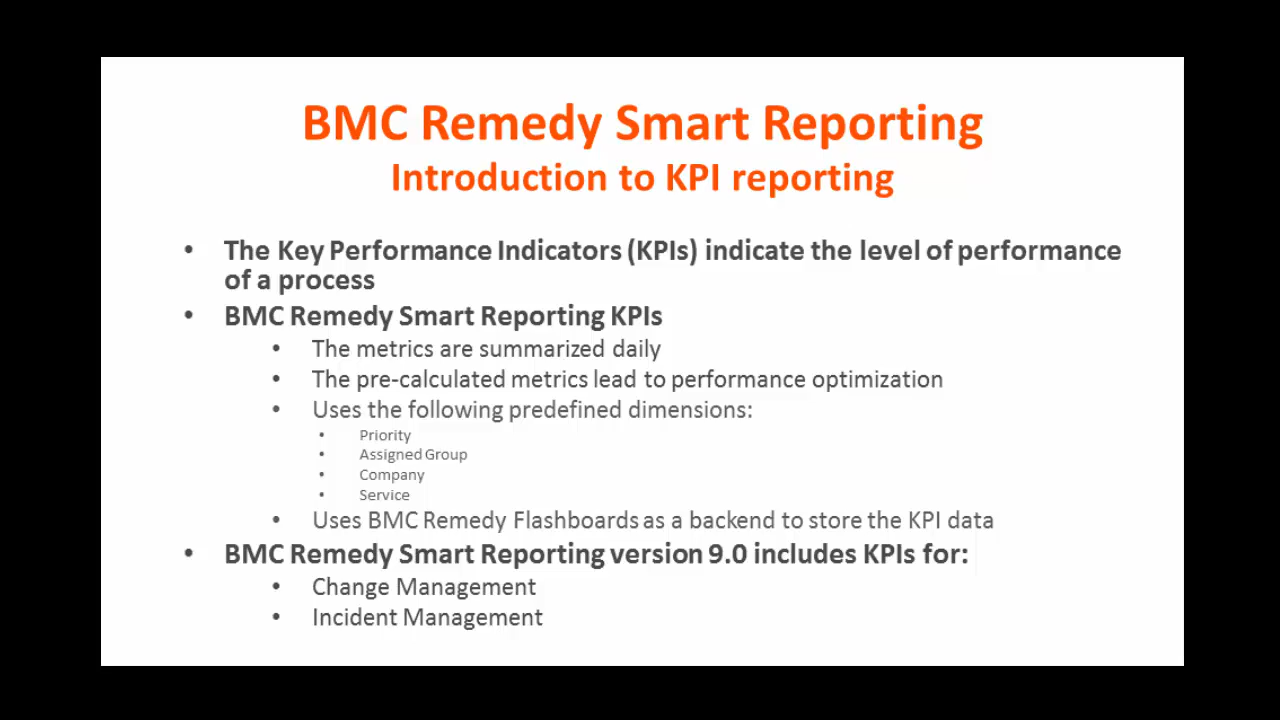 BMC Remedy Smart Reporting
Introduction to KPI reporting
• The Key Performance Indicators (KPIs) indicate the level of performance
of a process
• BMC Remedy Smart Reporting KPIs
• The metrics are summarized daily
• The pre-calculated metrics lead to performance optimization
• Uses the following predefined dimensions:
• Priority
• Assigned Group
• Company
• Service
• Uses BMC Remedy Flashboards as a backend to store the KPI data
• BMC Remedy Smart Reporting version 9.0 includes KPIs for:
• Change Management
• Incident Management